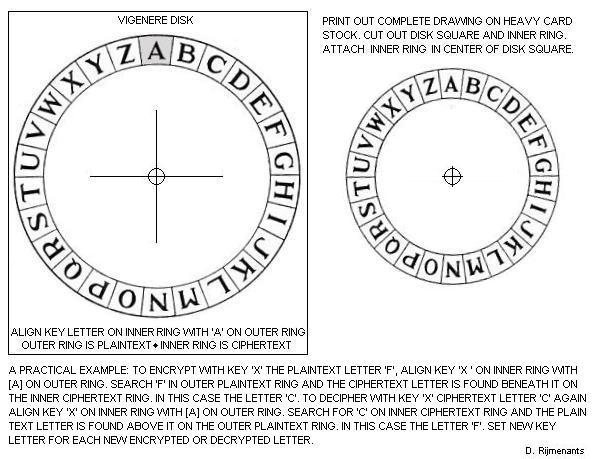 VIGENERE DISK
A B C D E F G H I J K L M N O P Q R S T U V W X Y Z
ALIGN KEY LETTER ON INNER RING WITH 'A' ON OUTER RING
OUTER RING IS PLAINTEXT • INNER RING IS CIPHERTEXT
PRINT OUT COMPLETE DRAWING ON HEAVY CARD
STOCK. CUT OUT DISK SQUARE AND INNER RING.
ATTACH INNER RING IN CENTER OF DISK SQUARE.
A B C D E F G H I J K L M N O P Q R S T U V W X Y Z
A PRACTICAL EXAMPLE: TO ENCRYPT WITH KEY 'X' THE PLAINTEXT LETTER 'F', ALIGN KEY 'X ' ON INNER RING WITH
[A] ON OUTER RING. SEARCH 'F' IN OUTER PLAINTEXT RING AND THE CIPHERTEXT LETTER IS FOUND BENEATH IT ON
THE INNER CIPHERTEXT RING. IN THIS CASE THE LETTER 'C'. TO DECIPHER WITH KEY 'X' CIPHERTEXT LETTER 'C' AGAIN
ALIGN KEY 'X' ON INNER RING WITH [A] ON OUTER RING. SEARCH FOR 'C' ON INNER CIPHERTEXT RING AND THE PLAIN
TEXT LETTER IS FOUND ABOVE IT ON THE OUTER PLAINTEXT RING. IN THIS CASE THE LETTER 'F'. SET NEW KEY
LETTER FOR EACH NEW ENCRYPTED OR DECRYPTED LETTER.
D. Rijmenants